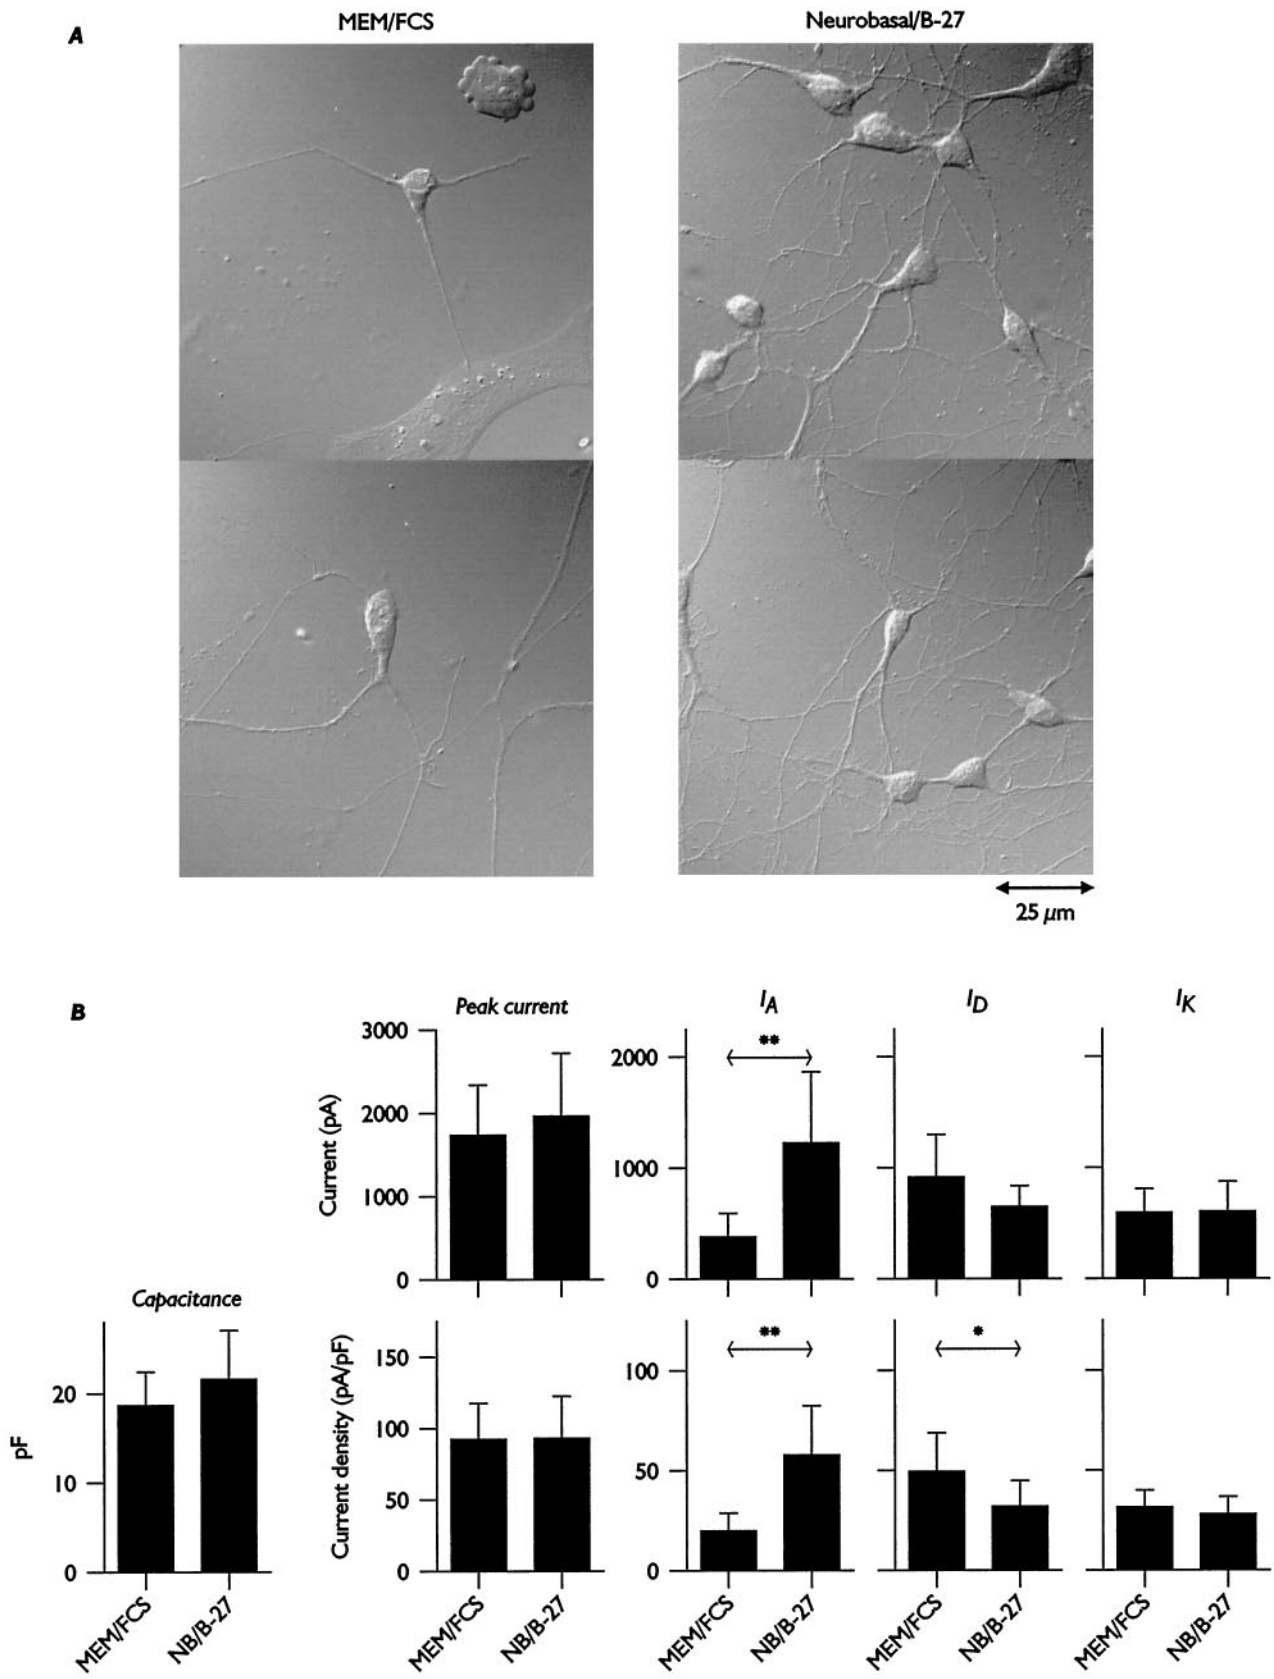 A
MEM/FCS
Neurobasal/B-27
25 μm
B
Peak current
I_A
I_D
I_K
Current (pA)
3000
2000
1000
0
**
2000
1000
0
Capacitance
pF
20
10
0
MEM/FCS
NB/B-27
Current density (pA/pF)
150
100
50
0
MEM/FCS
NB/B-27
**
100
50
0
MEM/FCS
NB/B-27
*
MEM/FCS
NB/B-27
MEM/FCS
NB/B-27